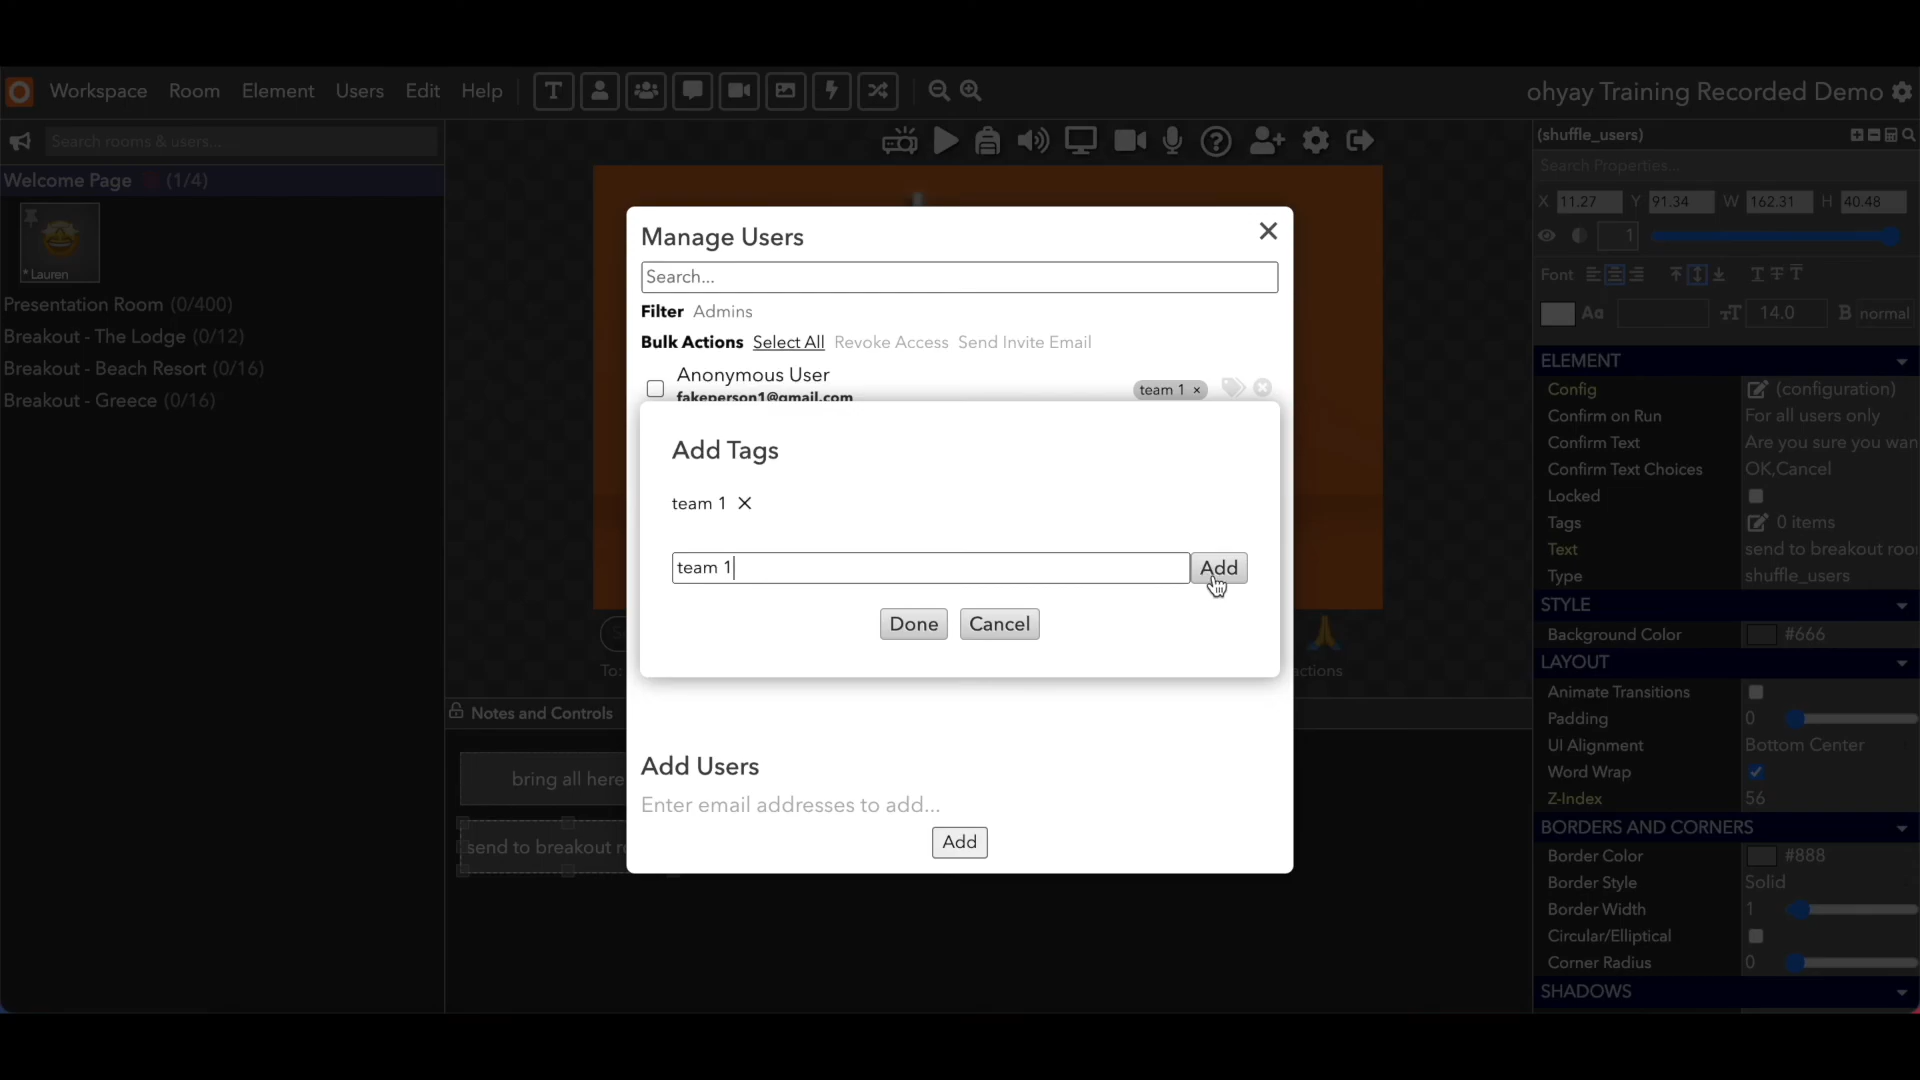 Workspace Room Element Users Edit Help
ohyay Training Recorded Demo
Search rooms & users...
Welcome Page (1/4)
* Lauren
Presentation Room (0/400)
Breakout - The Lodge (0/12)
Breakout - Beach Resort (0/16)
Breakout - Greece (0/16)
Manage Users
Search...
Filter Admins
Bulk Actions Select All Revoke Access Send Invite Email
Anonymous User
fakeperson1@gmail.com
team 1 ×
Add Tags
team 1 ×
team 1
Add
Done Cancel
To:
Notes and Controls
bring all here
send to breakout r
Add Users
Enter email addresses to add...
Add
(shuffle_users)
Search Properties...
X 11.27 Y 91.34 W 162.31 H 40.48
1
Font
Aa 14.0 B normal
ELEMENT
Config (configuration)
Confirm on Run For all users only
Confirm Text Are you sure you wan
Confirm Text Choices OK,Cancel
Locked
Tags 0 items
Text send to breakout roo
Type shuffle_users
STYLE
Background Color #666
LAYOUT
Animate Transitions
Padding 0
UI Alignment Bottom Center
Word Wrap
Z-Index 56
BORDERS AND CORNERS
Border Color #888
Border Style Solid
Border Width 1
Circular/Elliptical
Corner Radius 0
SHADOWS